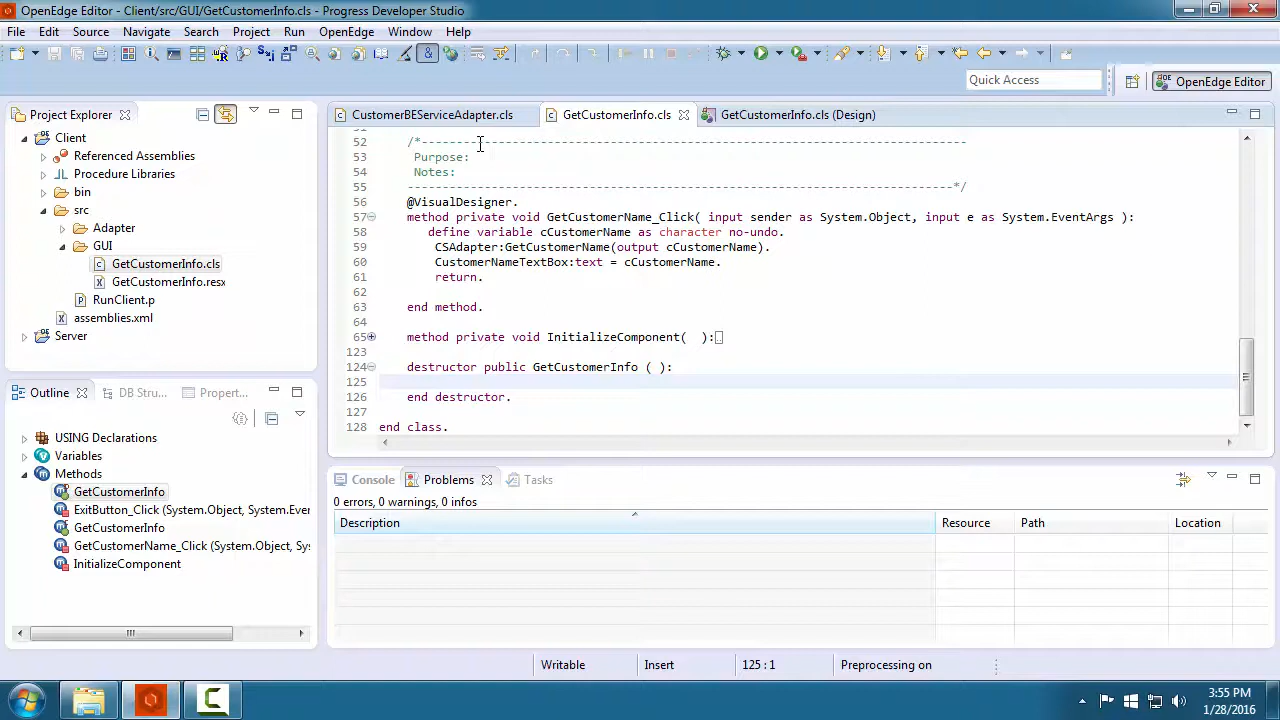 OpenEdge Editor - Client/src/GUI/GetCustomerInfo.cls - Progress Developer Studio
File Edit Source Navigate Search Project Run OpenEdge Window Help
Quick Access
OpenEdge Editor
Project Explorer
Client
Referenced Assemblies
Procedure Libraries
bin
src
Adapter
GUI
GetCustomerInfo.cls
GetCustomerInfo.resx
RunClient.p
assemblies.xml
Server
Outline DB Stru... Propert...
USING Declarations
Variables
Methods
GetCustomerInfo
ExitButton_Click (System.Object, System.Ever
GetCustomerInfo
GetCustomerName_Click (System.Object, Sy:
InitializeComponent
CustomerBEServiceAdapter.cls GetCustomerInfo.cls GetCustomerInfo.cls (Design)
51
52 /*------------------------------------------------------------------------------
53 Purpose:
54 Notes:
55 ------------------------------------------------------------------------------*/
56 @VisualDesigner.
57 method private void GetCustomerName_Click( input sender as System.Object, input e as System.EventArgs ):
58 define variable cCustomerName as character no-undo.
59 CSAdapter:GetCustomerName(output cCustomerName).
60 CustomerNameTextBox:text = cCustomerName.
61 return.
62
63 end method.
64
65 method private void InitializeComponent(  ):
123
124 destructor public GetCustomerInfo ( ):
125
126 end destructor.
127
128 end class.
Console Problems Tasks
0 errors, 0 warnings, 0 infos
Description Resource Path Location
Writable Insert 125 : 1 Preprocessing on
3:55 PM
1/28/2016